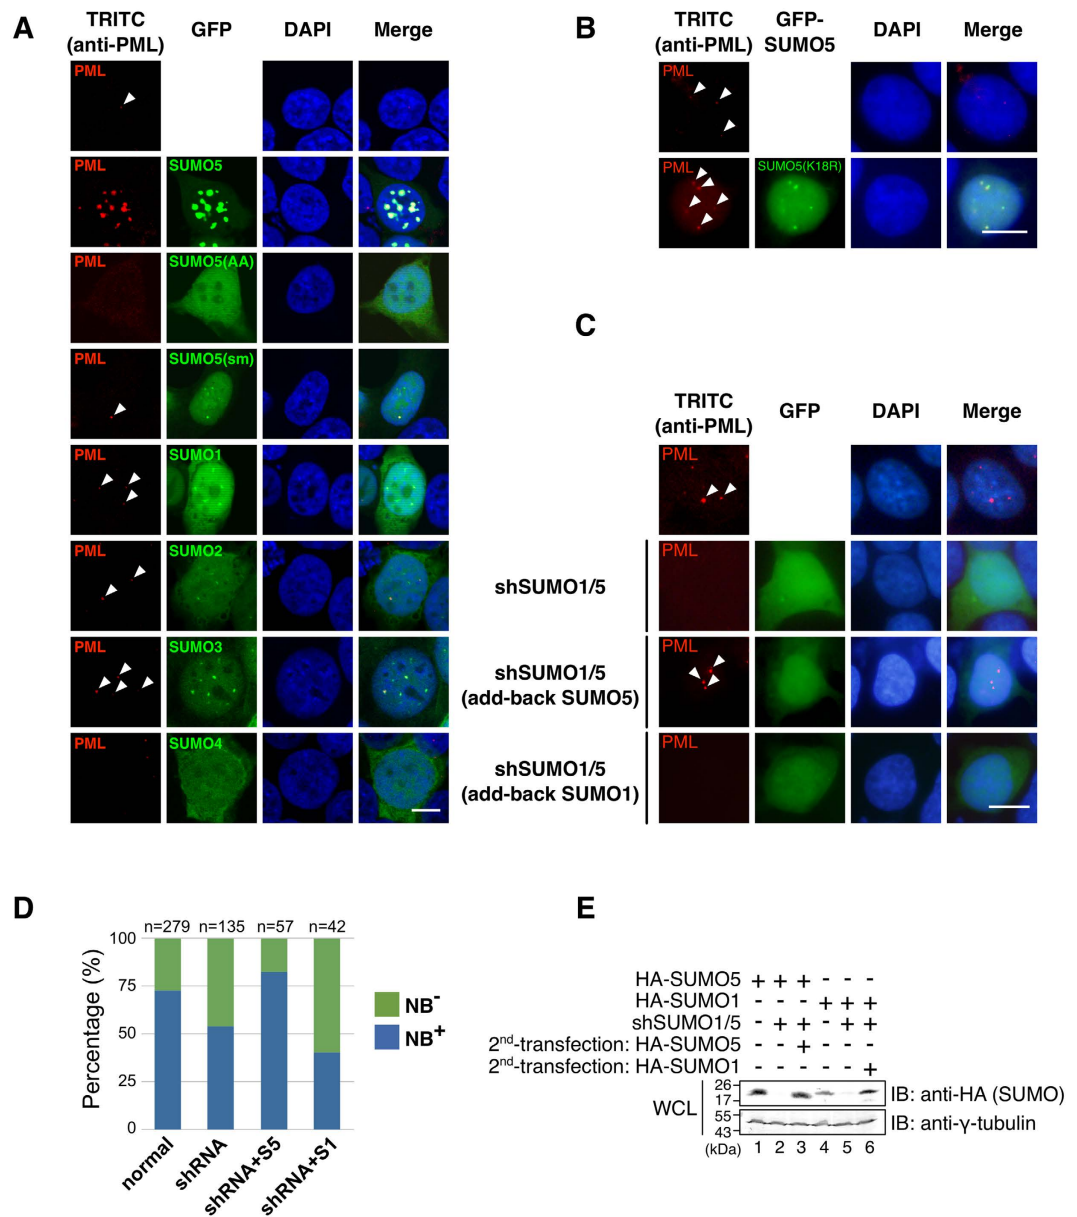 A
TRITC
(anti-PML)
GFP
DAPI
Merge
PML
PML
SUMO5
PML
SUMO5(AA)
PML
SUMO5(sm)
PML
SUMO1
PML
SUMO2
PML
SUMO3
PML
SUMO4
B
TRITC
(anti-PML)
GFP-
SUMO5
DAPI
Merge
PML
PML
SUMO5(K18R)
C
TRITC
(anti-PML)
GFP
DAPI
Merge
PML
shSUMO1/5
PML
shSUMO1/5
(add-back SUMO5)
PML
shSUMO1/5
(add-back SUMO1)
PML
D
n=279 n=135 n=57 n=42
Percentage (%)
100
75
50
25
0
normal
shRNA
shRNA+S5
shRNA+S1
NB-
NB+
E
HA-SUMO5 + + + - - -
HA-SUMO1 - - - + + +
shSUMO1/5 - + + - + +
2nd-transfection: HA-SUMO5 - - + - - -
2nd-transfection: HA-SUMO1 - - - - - +
WCL
26
17
IB: anti-HA (SUMO)
55
43
IB: anti-γ-tubulin
(kDa) 1 2 3 4 5 6